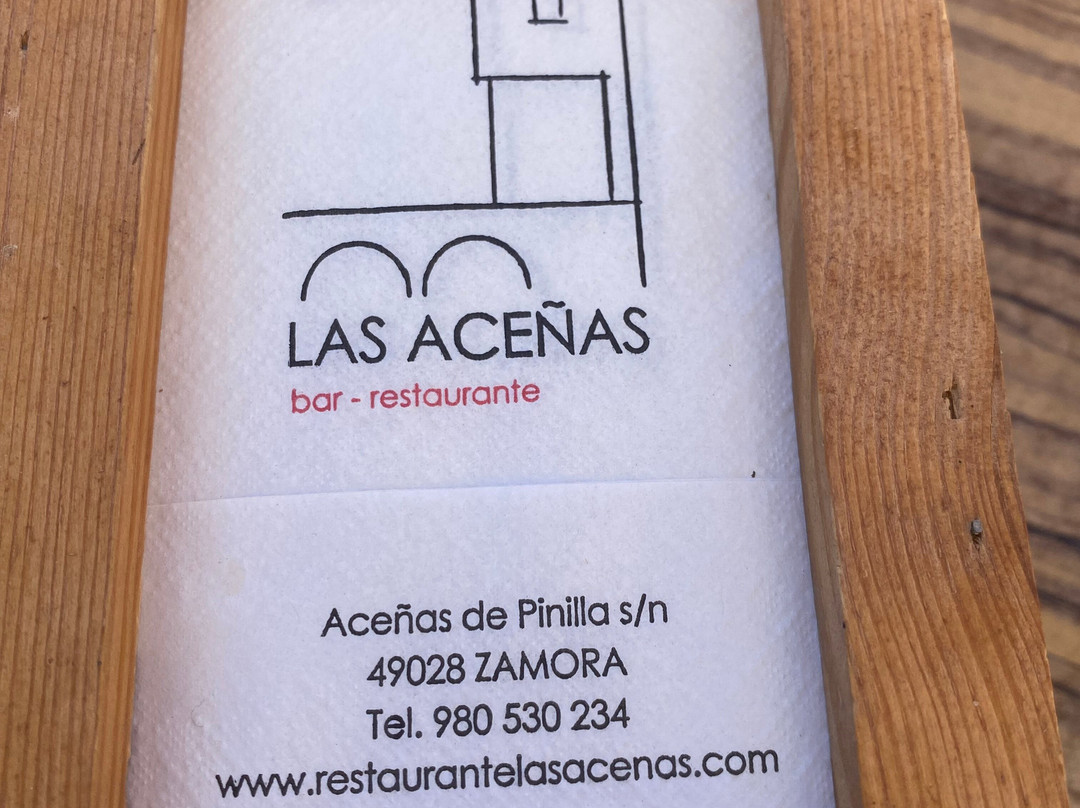 LAS ACEÑAS
bar - restaurante
Aceñas de Pinilla s/n
49028 ZAMORA
Tel. 980 530 234
www.restaurantelasacenas.com